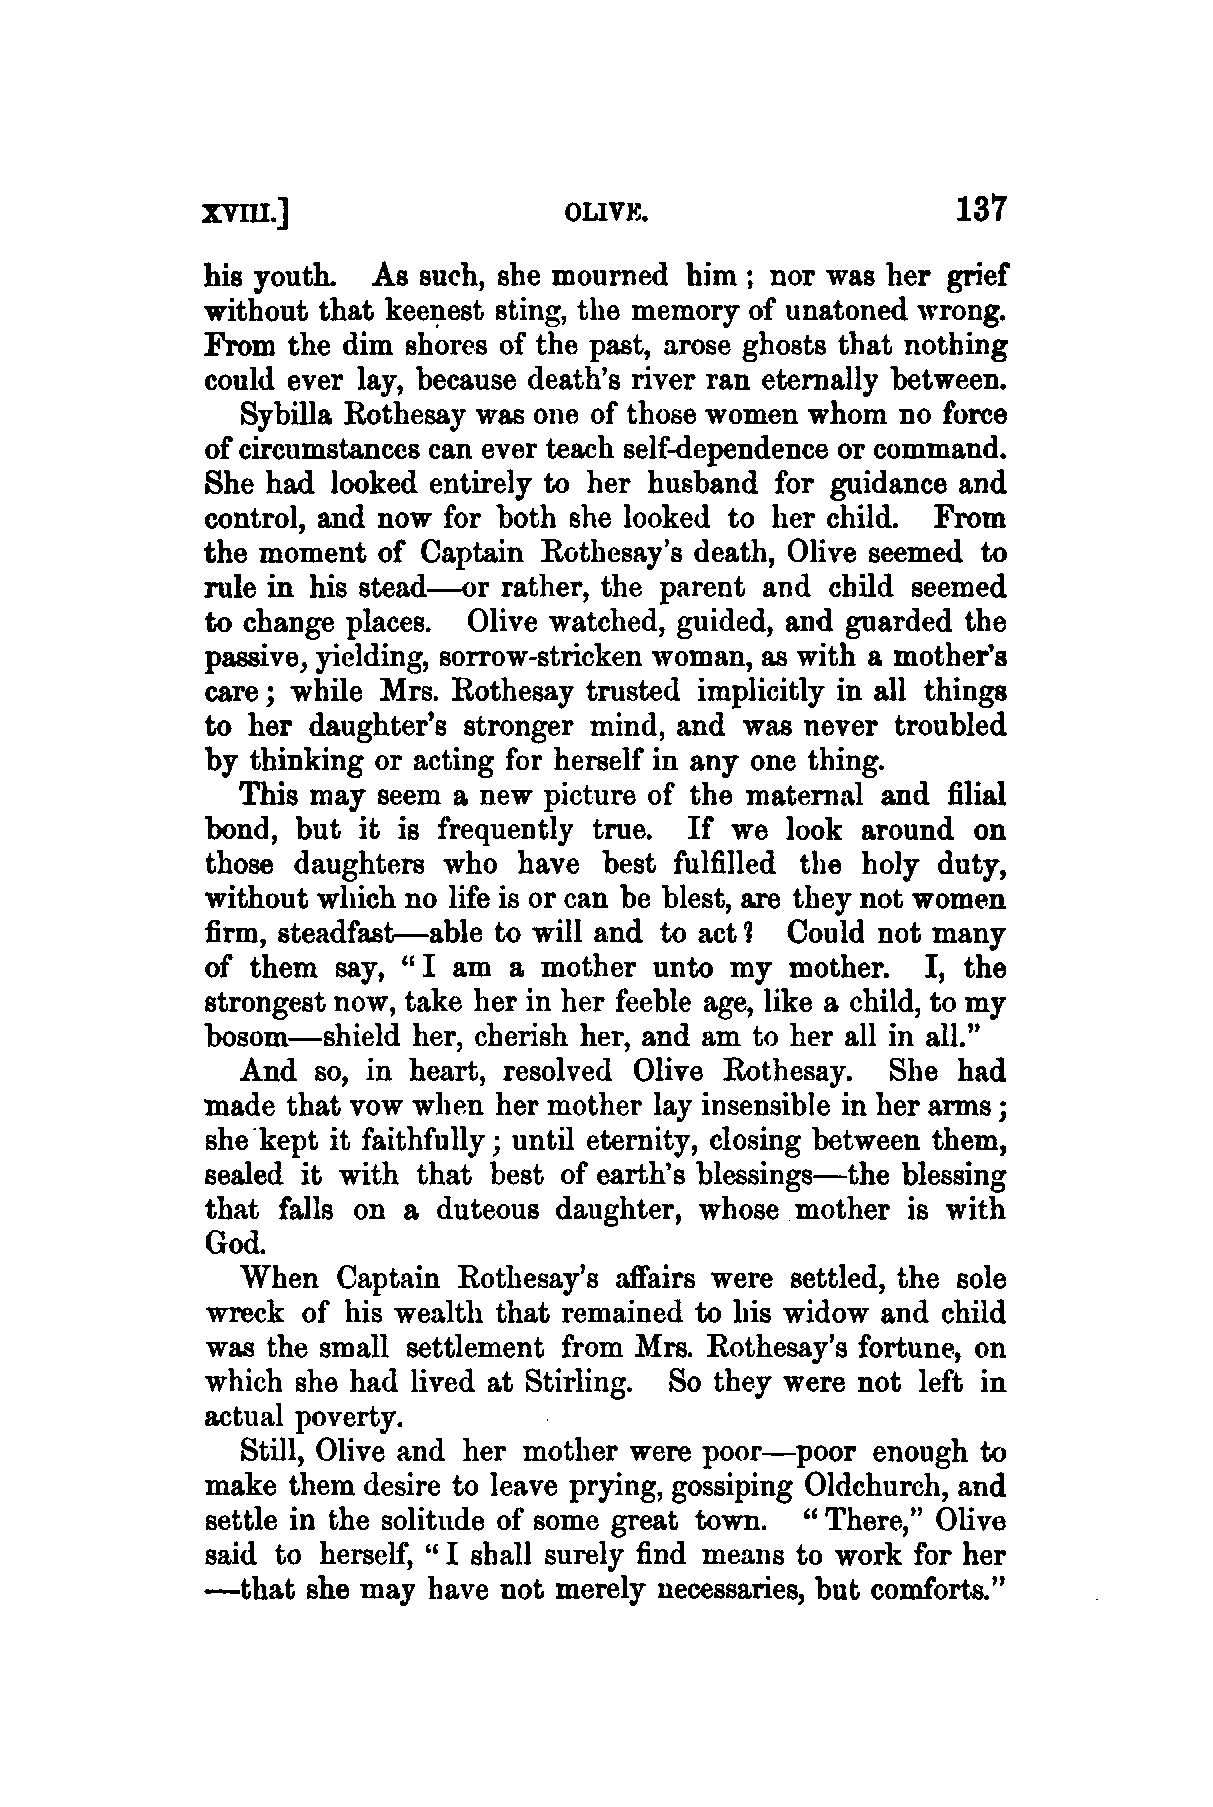 XVIII.] OLIVE. 137
his youth. As such, she mourned him ; nor was her grief
without that keenest sting, the memory of unatoned wrong.
From the dim shores of the past, arose ghosts that nothing
could ever lay, because death's river ran eternally between.
Sybilla Rothesay was one of those women whom no force
of circumstances can ever teach self-dependence or command.
She had looked entirely to her husband for guidance and
control, and now for both she looked to her child. From
the moment of Captain Rothesay's death, Olive seemed to
rule in his stead—or rather, the parent and child seemed
to change places. Olive watched, guided, and guarded the
passive, yielding, sorrow-stricken woman, as with a mother's
care ; while Mrs. Rothesay trusted implicitly in all things
to her daughter's stronger mind, and was never troubled
by thinking or acting for herself in any one thing.
This may seem a new picture of the maternal and filial
bond, but it is frequently true. If we look around on
those daughters who have best fulfilled the holy duty,
without which no life is or can be blest, are they not women
firm, steadfast—able to will and to act ? Could not many
of them say, " I am a mother unto my mother. I, the
strongest now, take her in her feeble age, like a child, to my
bosom—shield her, cherish her, and am to her all in all."
And so, in heart, resolved Olive Rothesay. She had
made that vow when her mother lay insensible in her arms ;
she kept it faithfully ; until eternity, closing between them,
sealed it with that best of earth's blessings—the blessing
that falls on a duteous daughter, whose mother is with
God.
When Captain Rothesay's affairs were settled, the sole
wreck of his wealth that remained to his widow and child
was the small settlement from Mrs. Rothesay's fortune, on
which she had lived at Stirling. So they were not left in
actual poverty.
Still, Olive and her mother were poor—poor enough to
make them desire to leave prying, gossiping Oldchurch, and
settle in the solitude of some great town. " There," Olive
said to herself, " I shall surely find means to work for her
—that she may have not merely necessaries, but comforts."